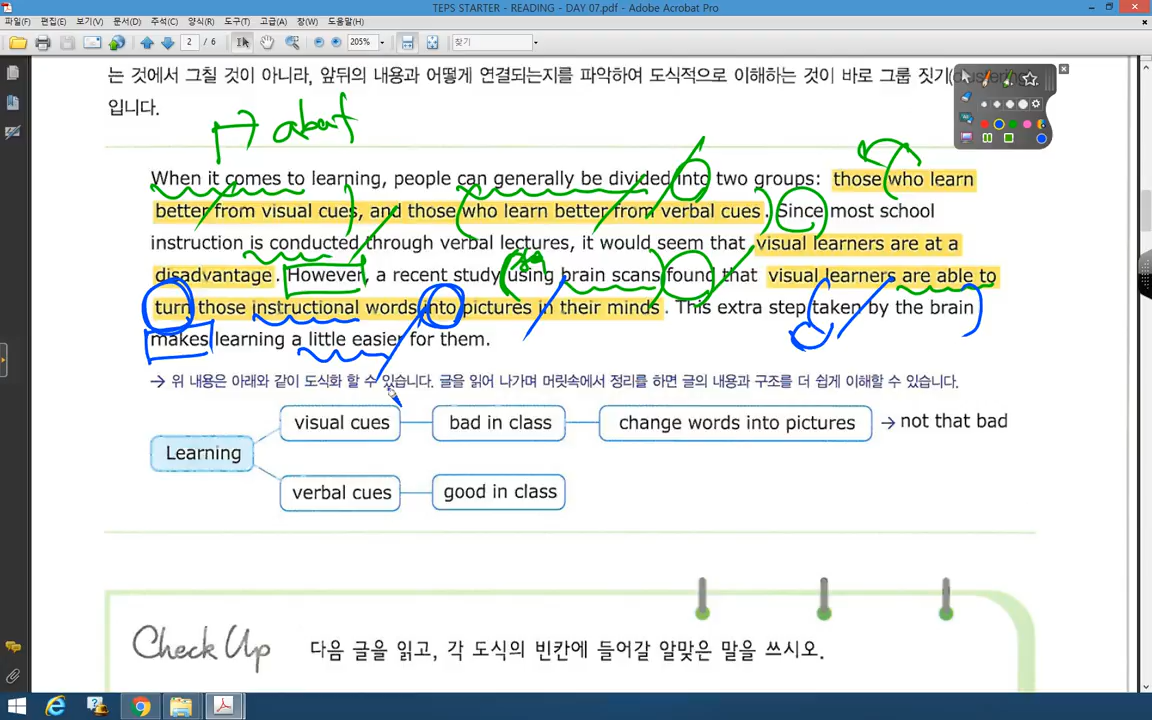 TEPS STARTER - READING - DAY 07.pdf - Adobe Acrobat Pro
파일(F) 편집(E) 보기(V) 문서(D) 주석(C) 양식(R) 도구(T) 고급(A) 창(W) 도움말(H)
2 / 6 205% 찾기
는 것에서 그칠 것이 아니라, 앞뒤의 내용과 어떻게 연결되는지를 파악하여 도식적으로 이해하는 것이 바로 그룹 짓기
입니다.
about
When it comes to learning, people can generally be divided into two groups: those who learn
better from visual cues, and those who learn better from verbal cues. Since most school
instruction is conducted through verbal lectures, it would seem that visual learners are at a
disadvantage. However, a recent study using brain scans found that visual learners are able to
turn those instructional words into pictures in their minds. This extra step taken by the brain
makes learning a little easier for them.
→ 위 내용은 아래와 같이 도식화 할 수 있습니다. 글을 읽어 나가며 머릿속에서 정리를 하면 글의 내용과 구조를 더 쉽게 이해할 수 있습니다.
visual cues bad in class change words into pictures → not that bad
Learning
verbal cues good in class
Check Up 다음 글을 읽고, 각 도식의 빈칸에 들어갈 알맞은 말을 쓰시오.